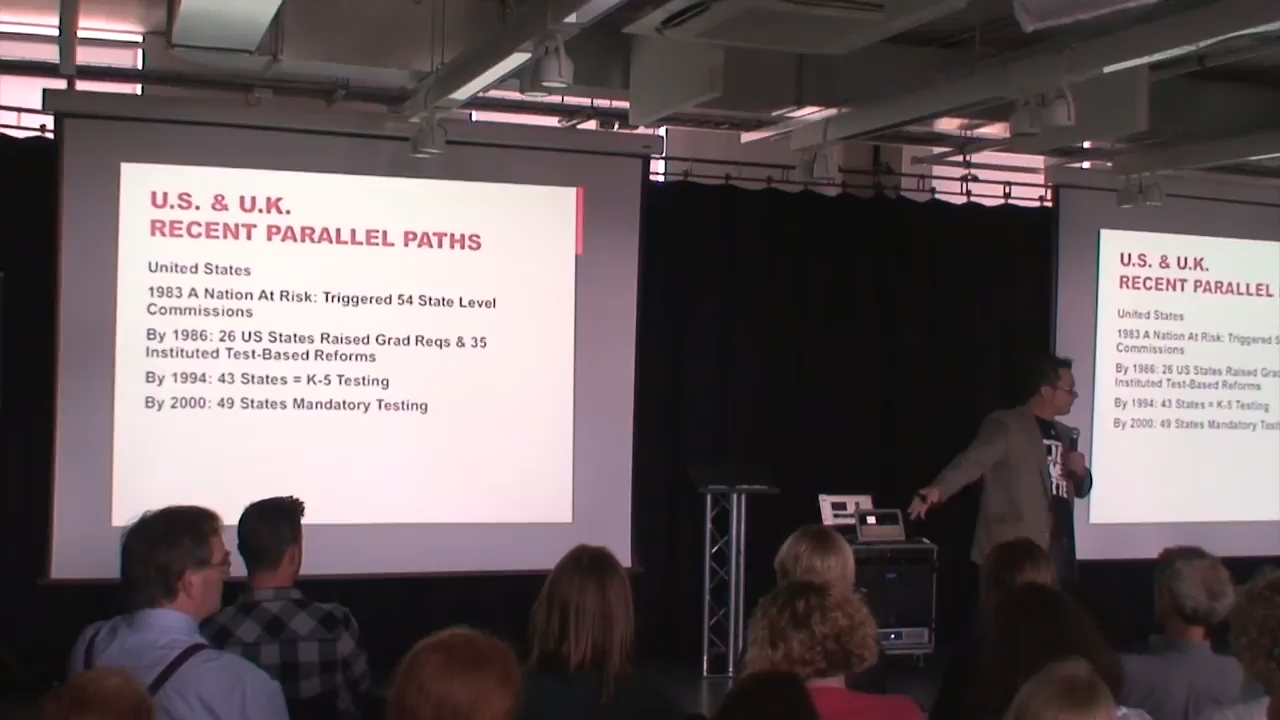 U.S. & U.K.
RECENT PARALLEL PATHS
United States
1983 A Nation At Risk: Triggered 54 State Level
Commissions
By 1986: 26 US States Raised Grad Reqs & 35
Instituted Test-Based Reforms
By 1994: 43 States = K-5 Testing
By 2000: 49 States Mandatory Testing
U.S. & U.K.
RECENT PARALLEL
United States
1983 A Nation At Risk: Triggered
Commissions
By 1986: 26 US States Raised
Instituted Test-Based Reforms
By 1994: 43 States = K-5 Testing
By 2000: 49 States Mandatory